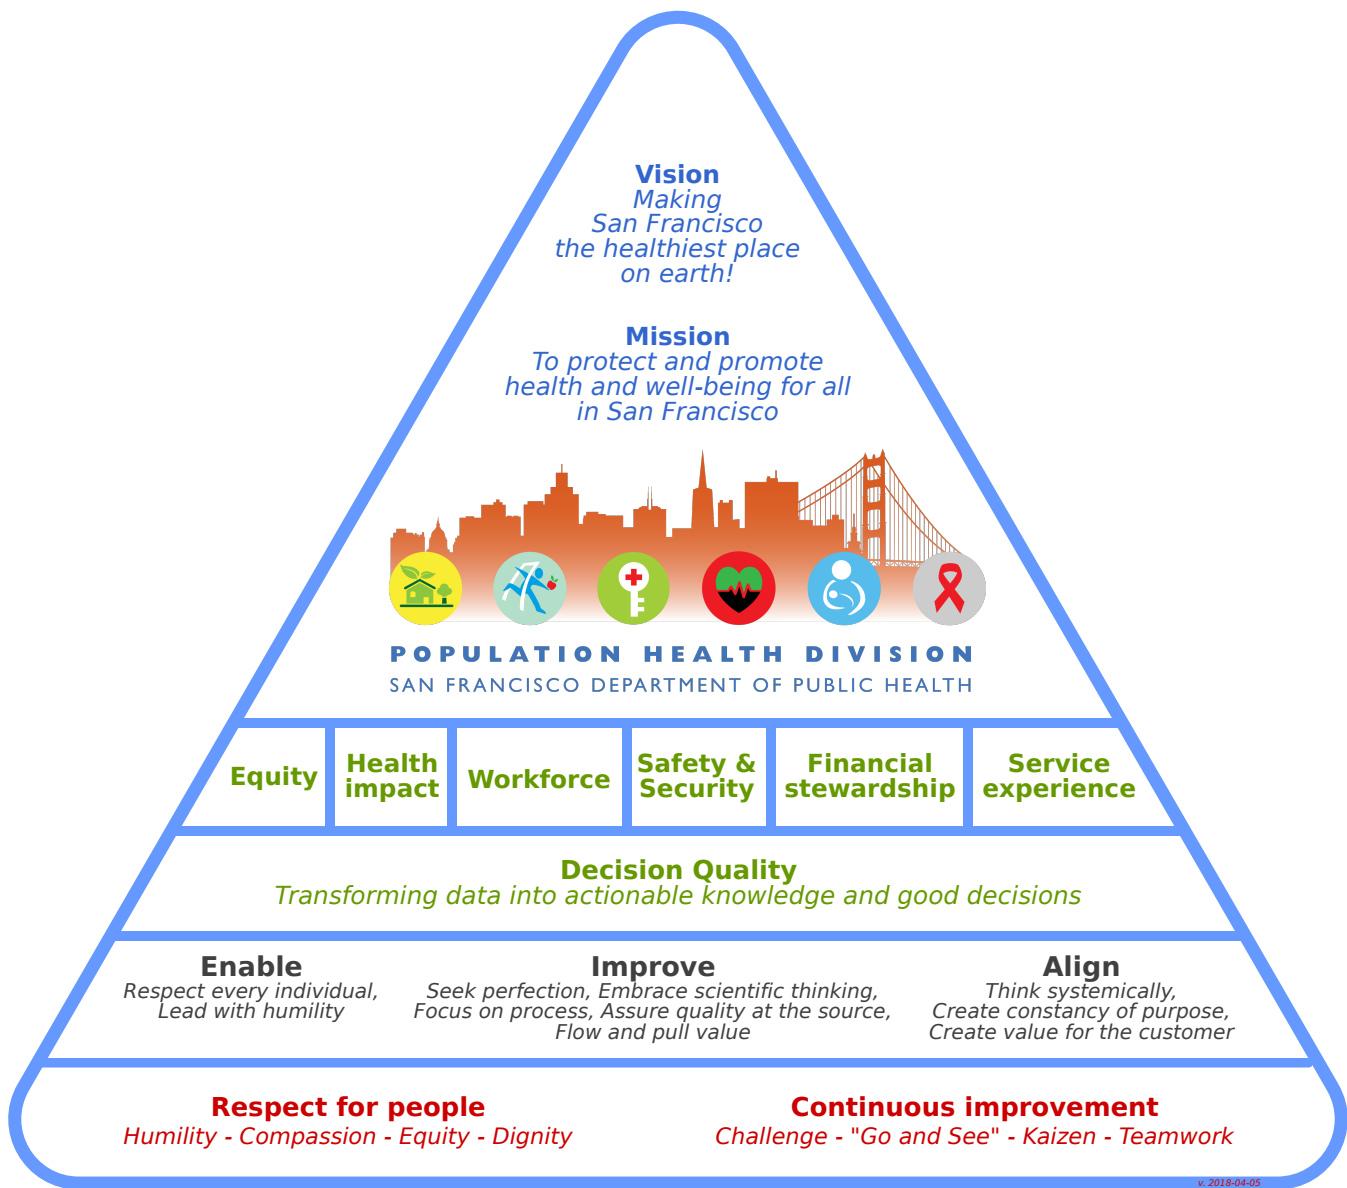 Vision
Making
San Francisco
the healthiest place
on earth!
Mission
To protect and promote
health and well-being for all
in San Francisco
POPULATION HEALTH DIVISION
SAN FRANCISCO DEPARTMENT OF PUBLIC HEALTH
Equity
Health
impact
Workforce
Safety &
Security
Financial
stewardship
Service
experience
Decision Quality
Transforming data into actionable knowledge and good decisions
Enable
Respect every individual,
Lead with humility
Improve
Seek perfection, Embrace scientific thinking,
Focus on process, Assure quality at the source,
Flow and pull value
Align
Think systemically,
Create constancy of purpose,
Create value for the customer
Respect for people
Humility - Compassion - Equity - Dignity
Continuous improvement
Challenge - "Go and See" - Kaizen - Teamwork
v. 2018-04-05